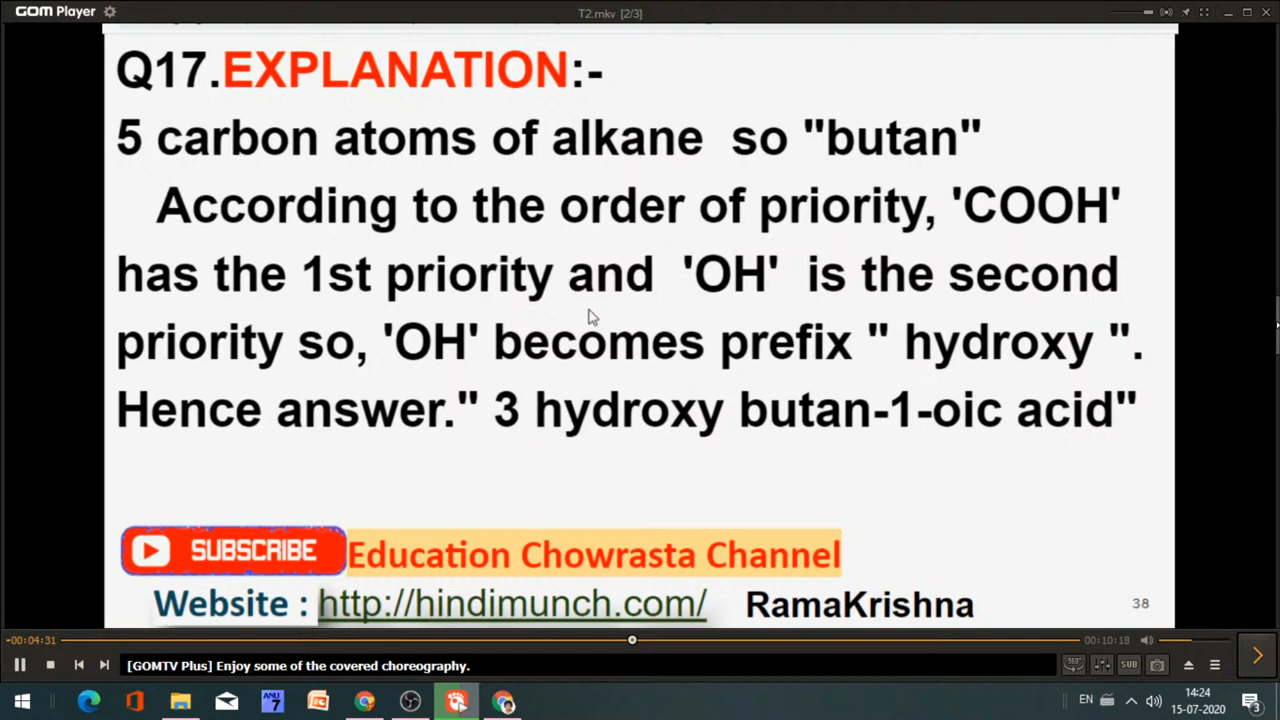 GOM Player
T2.mkv [2/3]
Q17.EXPLANATION:-
5 carbon atoms of alkane so "butan"
According to the order of priority, 'COOH'
has the 1st priority and 'OH' is the second
priority so, 'OH' becomes prefix " hydroxy ".
Hence answer." 3 hydroxy butan-1-oic acid"
SUBSCRIBE Education Chowrasta Channel
Website : http://hindimunch.com/ RamaKrishna 38
-00:04:31 00:10:18
[GOMTV Plus] Enjoy some of the covered choreography. 360° SUB
ANU 7 EN 14:24
15-07-2020 3